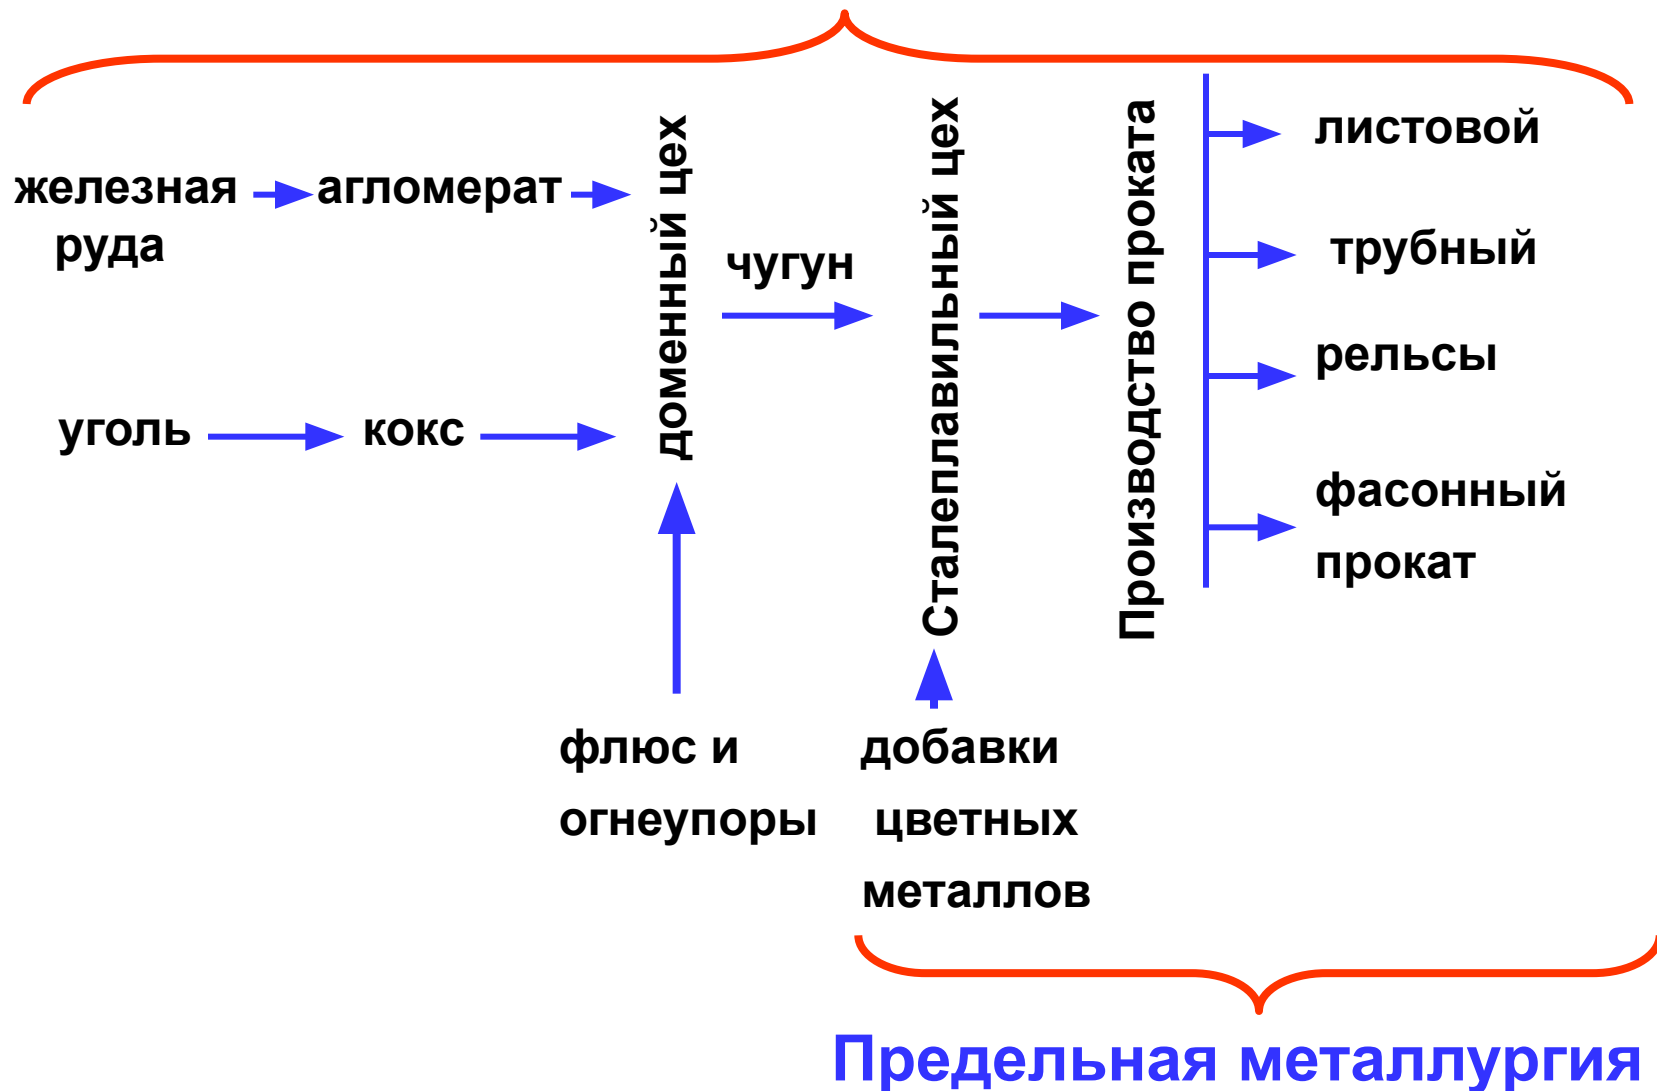 железная
руда
агломерат
уголь
кокс
доменный цех
флюс и
огнеупоры
чугун
Сталеплавильный цех
добавки
цветных
металлов
Производство проката
листовой
трубный
рельсы
фасонный
прокат
Предельная металлургия